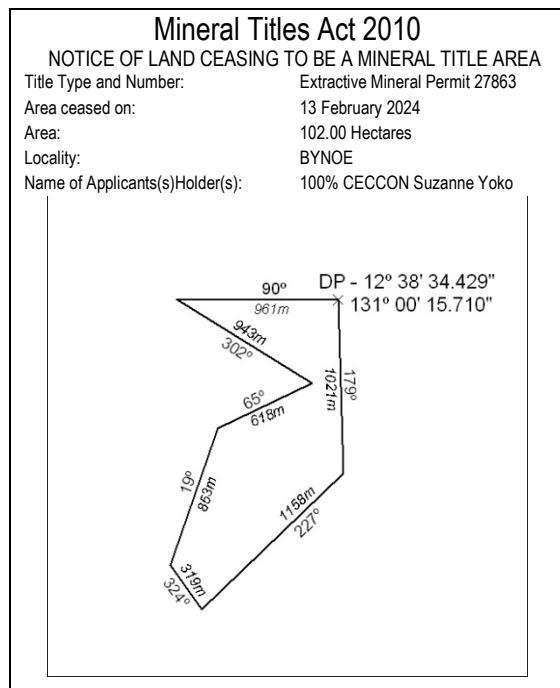 Mineral Titles Act 2010
NOTICE OF LAND CEASING TO BE A MINERAL TITLE AREA
Title Type and Number: Extractive Mineral Permit 27863
Area ceased on: 13 February 2024
Area: 102.00 Hectares
Locality: BYNOE
Name of Applicants(s)Holder(s): 100% CECCON Suzanne Yoko
90º DP - 12º 38' 34.429"
961m 131º 00' 15.710"
943m
302º
65º
618m
179º
1021m
19º
853m
1158m
227º
319m
324º